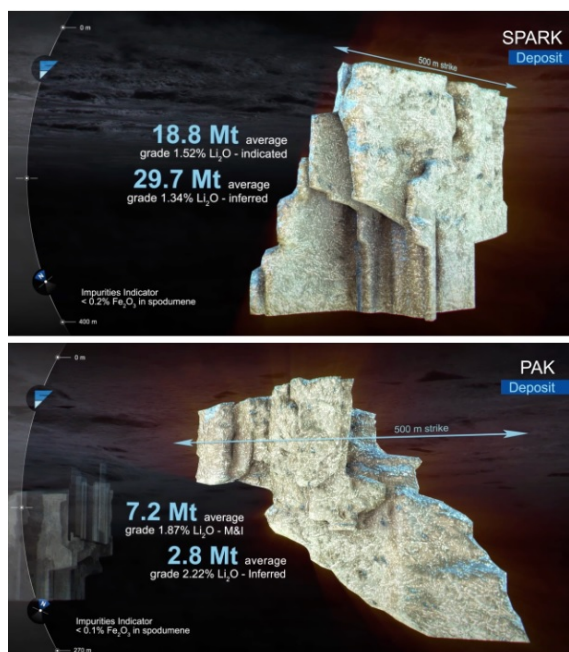 0 m
SPARK
Deposit
500 m strike
18.8 Mt average
grade 1.52% Li₂O - indicated
29.7 Mt average
grade 1.34% Li₂O - inferred
Impurities Indicator
< 0.2% Fe₂O₃ in spodumene
400 m
0 m
PAK
Deposit
500 m strike
7.2 Mt average
grade 1.87% Li₂O - M&I
2.8 Mt average
grade 2.22% Li₂O - Inferred
Impurities Indicator
< 0.1% Fe₂O₃ in spodumene
270 m